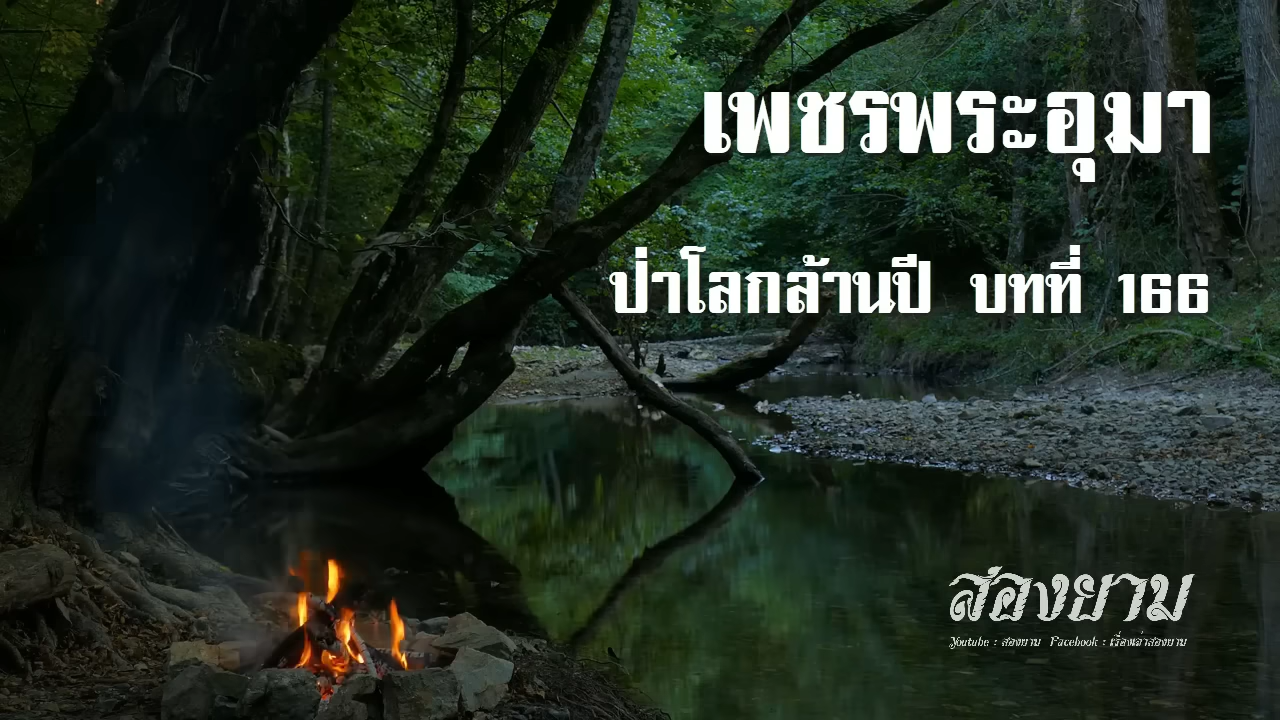 เพชรพระอุมา
ป่าโลกล้านปี บทที่ 166
ส่องยาม
Youtube : ส่องยาม Facebook : เรื่องเล่าส่องยาม